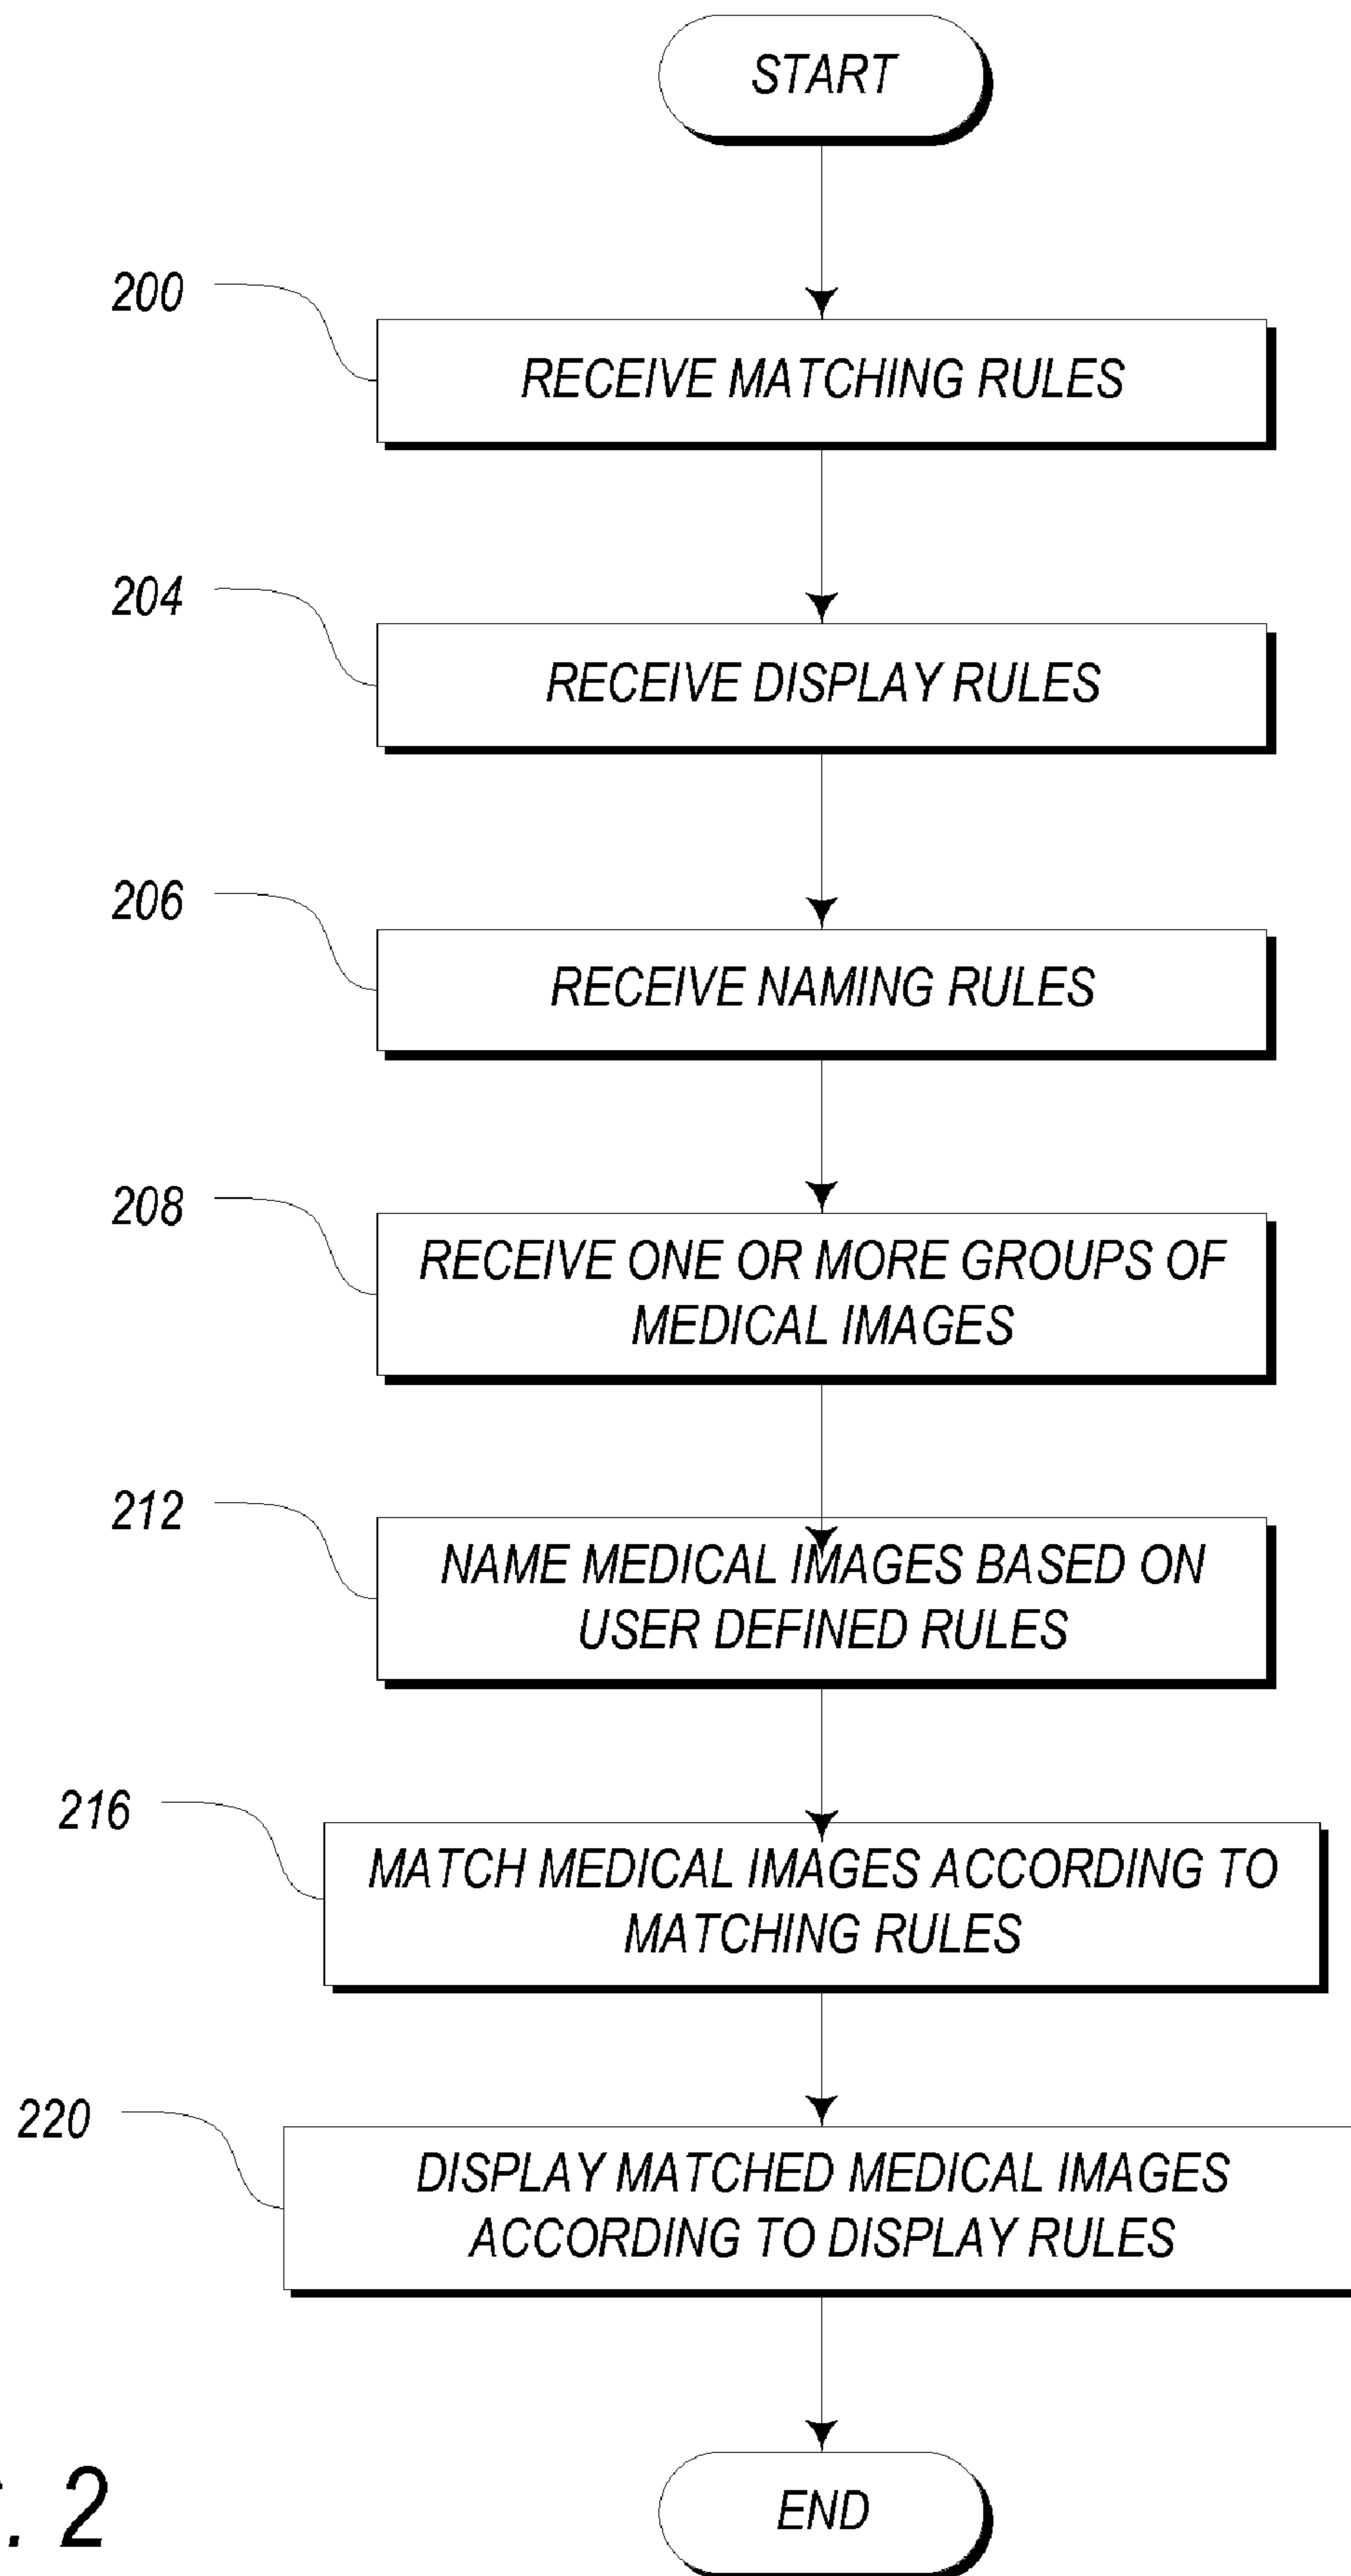 START
200
RECEIVE MATCHING RULES
204
RECEIVE DISPLAY RULES
206
RECEIVE NAMING RULES
208
RECEIVE ONE OR MORE GROUPS OF
MEDICAL IMAGES
212
NAME MEDICAL IMAGES BASED ON
USER DEFINED RULES
216
MATCH MEDICAL IMAGES ACCORDING TO
MATCHING RULES
220
DISPLAY MATCHED MEDICAL IMAGES
ACCORDING TO DISPLAY RULES
END
. 2